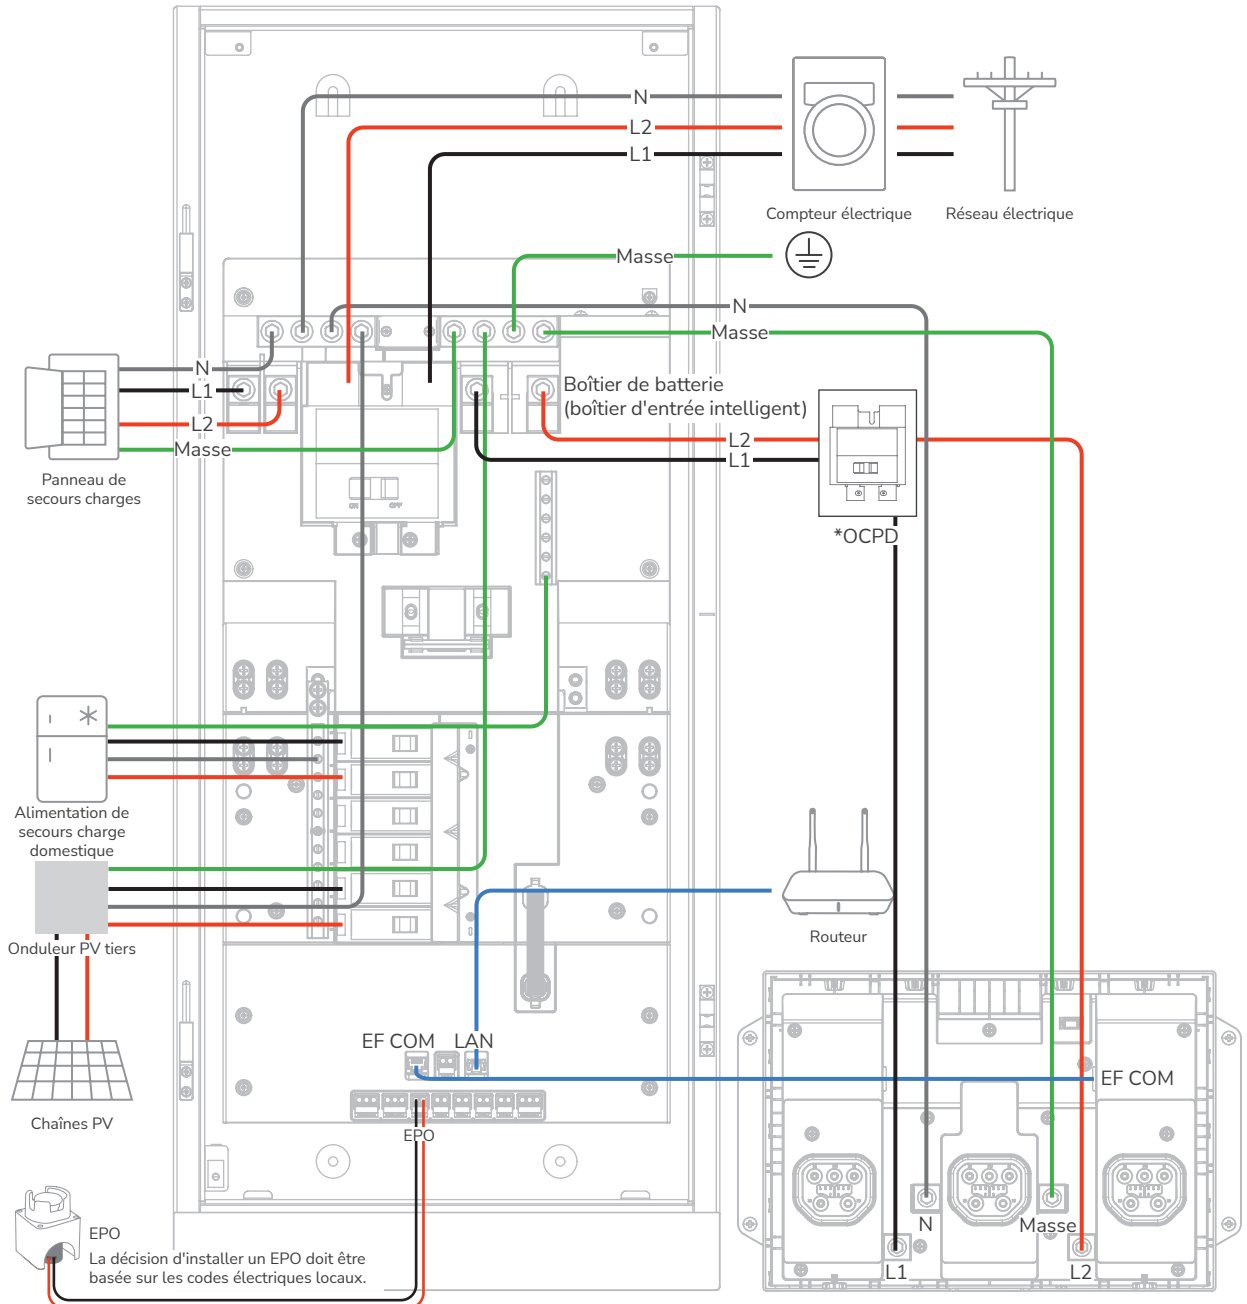 N
L2
L1
Compteur électrique
Réseau électrique
Masse
N
Masse
N
L1
L2
Masse
Boîtier de batterie
(boîtier d'entrée intelligent)
L2
L1
Panneau de
secours charges
ON
OFF
*OCPD
Alimentation de
secours charge
domestique
Onduleur PV tiers
Routeur
EF COM
LAN
EF COM
Chaînes PV
EPO
N
Masse
EPO
La décision d'installer un EPO doit être
basée sur les codes électriques locaux.
L1
L2